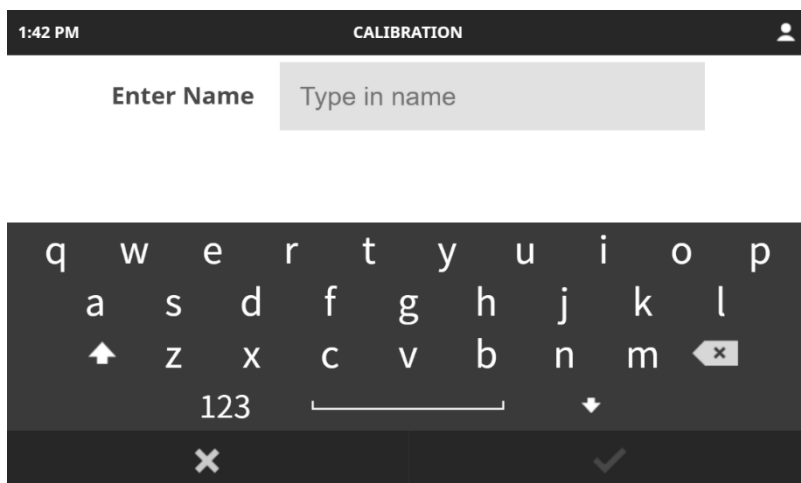 1:42 PM CALIBRATION
Enter Name Type in name
q w e r t y u i o p
a s d f g h j k l
z x c v b n m
123